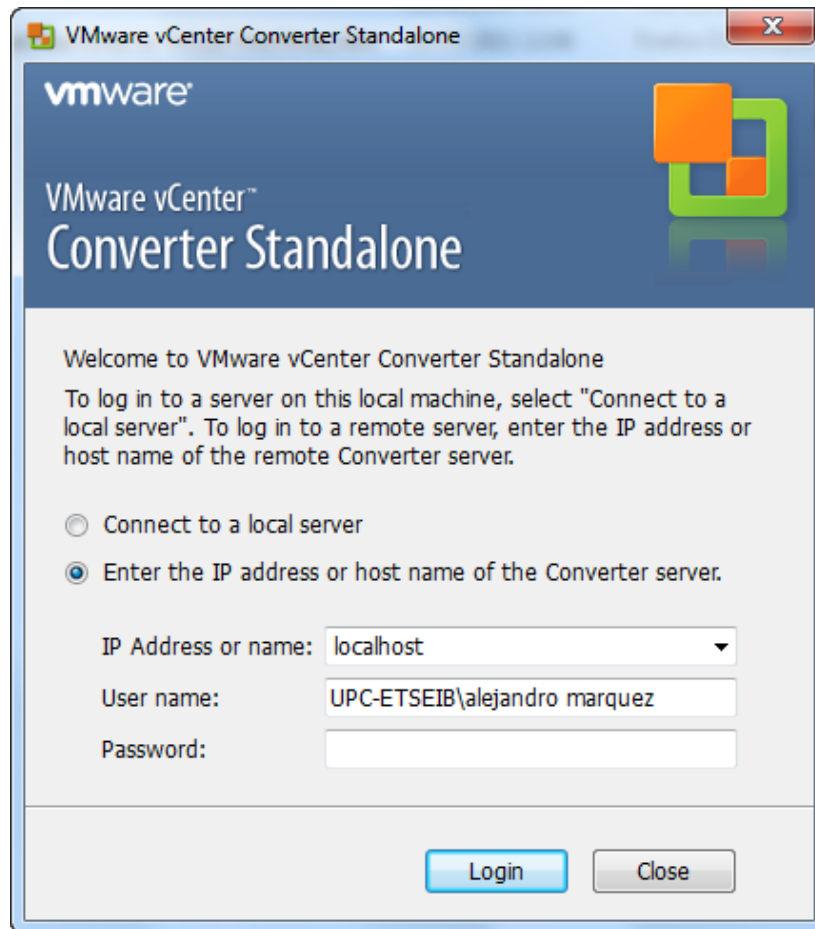 VMware vCenter Converter Standalone
vmware®
VMware vCenter™
Converter Standalone
Welcome to VMware vCenter Converter Standalone
To log in to a server on this local machine, select "Connect to a
local server". To log in to a remote server, enter the IP address or
host name of the remote Converter server.
Connect to a local server
Enter the IP address or host name of the Converter server.
IP Address or name: localhost
User name: UPC-ETSEIB\alejandro marquez
Password:
Login Close